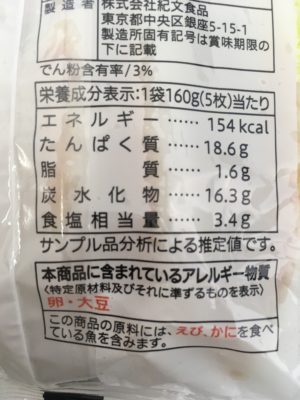 製造者 株式会社紀文食品
東京都中央区銀座5-15-1
製造所固有記号は賞味期限の
下に記載
でん粉含有率/3%
栄養成分表示:1袋160g(5枚)当たり
エネルギー……154kcal
たんぱく質……18.6g
脂質……1.6g
炭水化物……16.3g
食塩相当量……3.4g
サンプル品分析による推定値です。
本商品に含まれているアレルギー物質
〈特定原材料及びそれに準ずるものを表示〉
卵・大豆
この商品の原料には、えび、かにを食べ
ている魚を含みます。